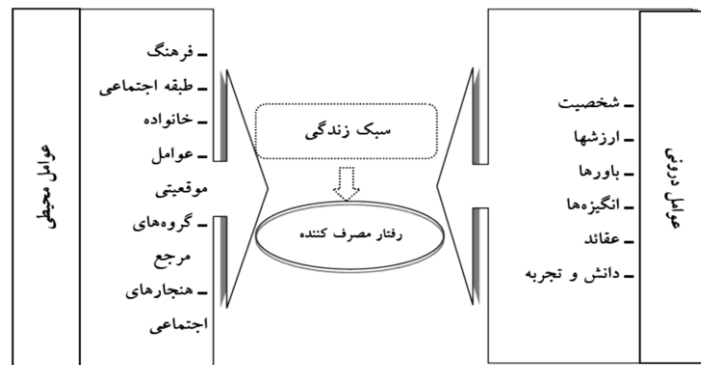 عوامل درونی
ـ شخصیت
ـ ارزشها
ـ باورها
ـ انگیزه‌ها
ـ عقائد
ـ دانش و تجربه
سبک زندگی
رفتار مصرف کننده
ـ فرهنگ
ـ طبقه اجتماعی
ـ خانواده
ـ عوامل
موقعیتی
ـ گروه‌های
مرجع
ـ هنجارهای
اجتماعی
عوامل محیطی